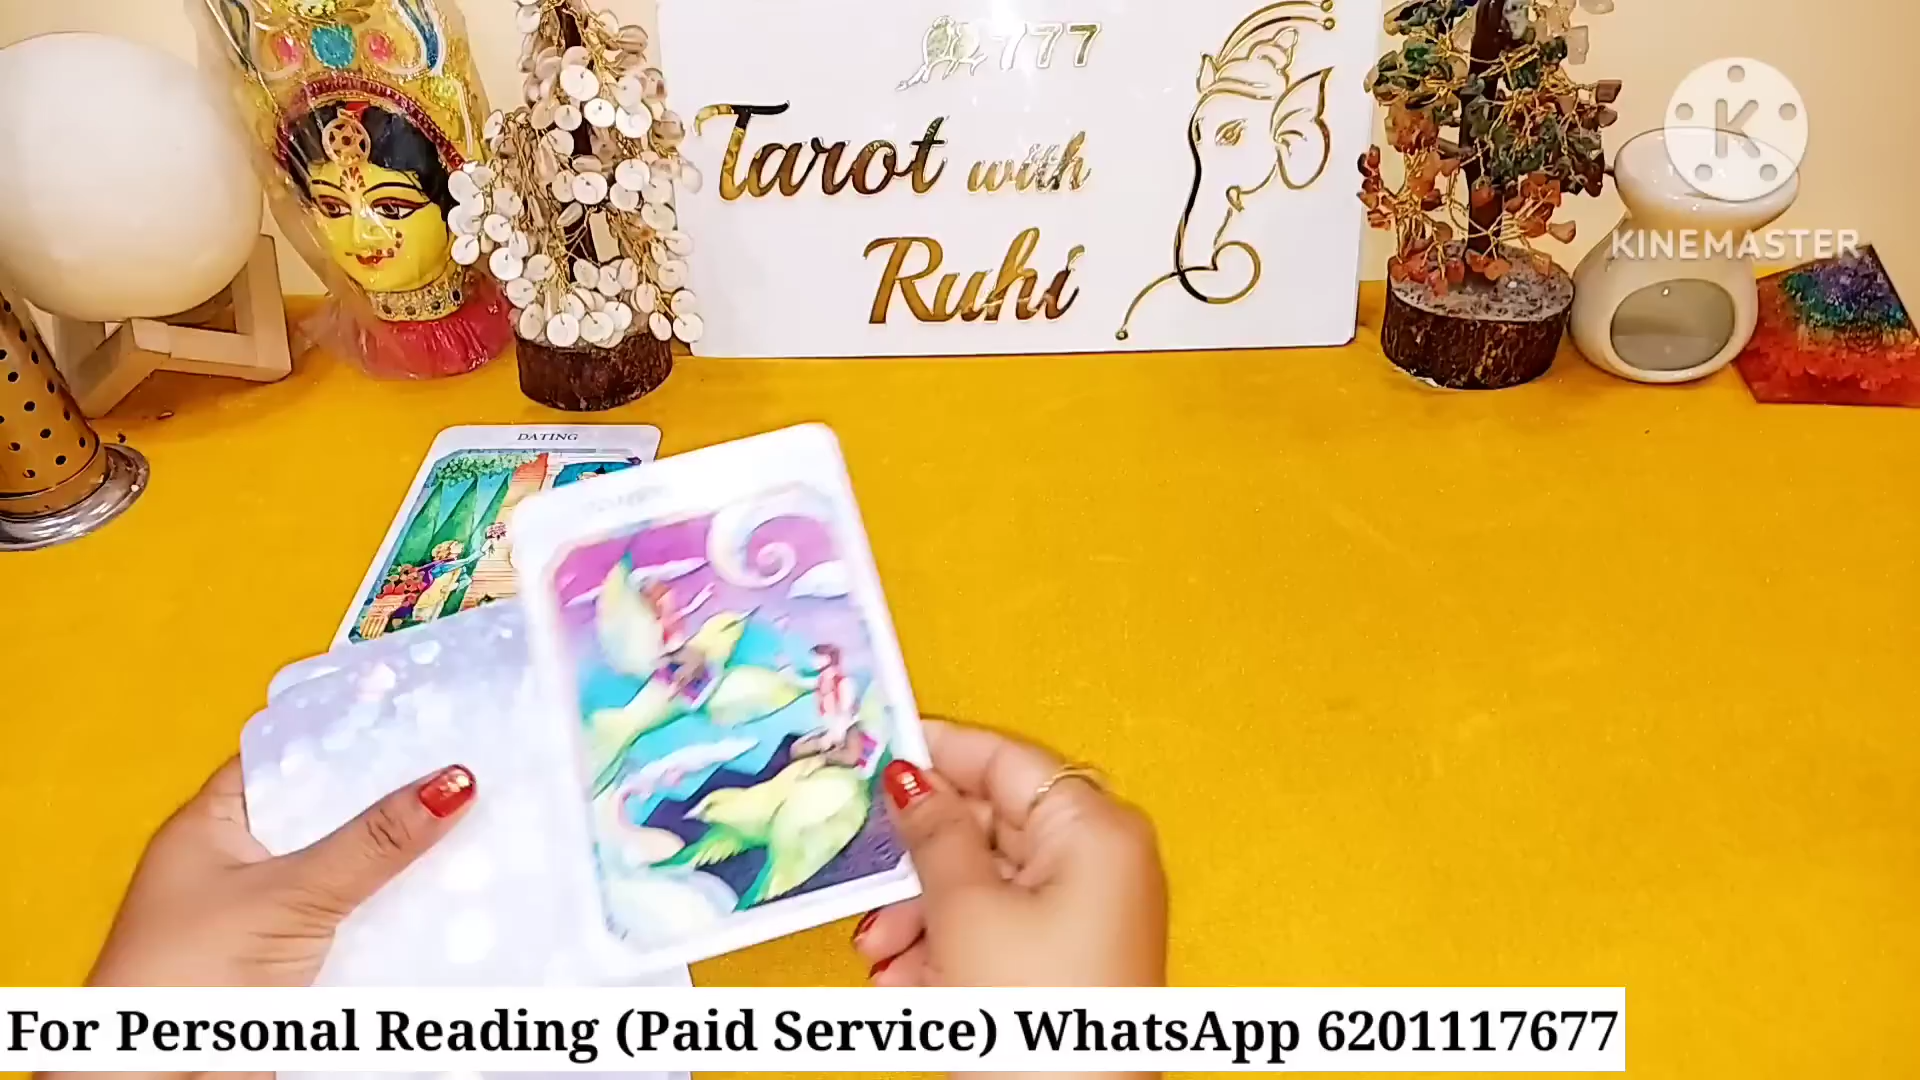 777
Tarot with
Ruhi
K
KINEMASTER
DATING
For Personal Reading (Paid Service) WhatsApp 6201117677